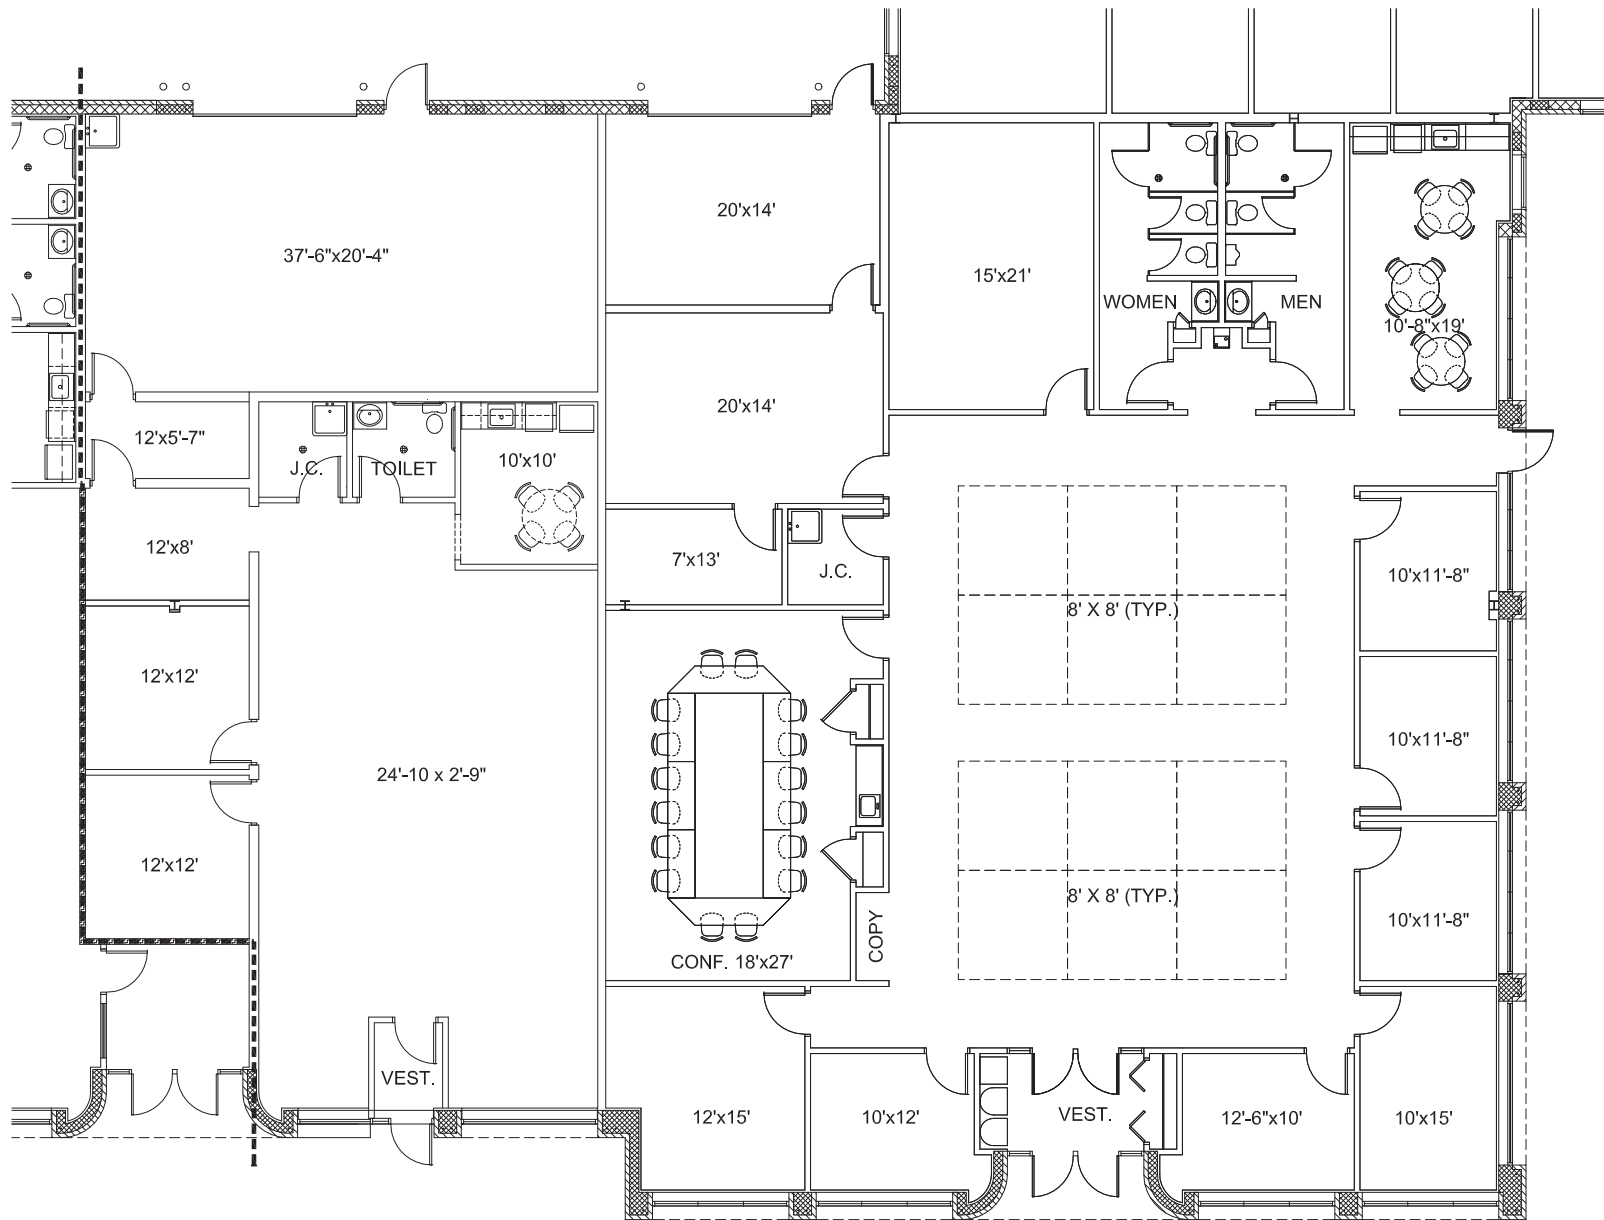 20'x14'
37'-6"x20'-4"
15'x21'
WOMEN
MEN
10'-8"x19'
20'x14'
12'x5'-7"
J.C.
TOILET
10'x10'
12'x8'
7'x13'
J.C.
10'x11'-8"
8' X 8' (TYP.)
12'x12'
10'x11'-8"
24'-10 x 2'-9"
12'x12'
8' X 8' (TYP.)
10'x11'-8"
COPY
CONF. 18'x27'
VEST.
12'x15'
10'x12'
VEST.
12'-6"x10'
10'x15'